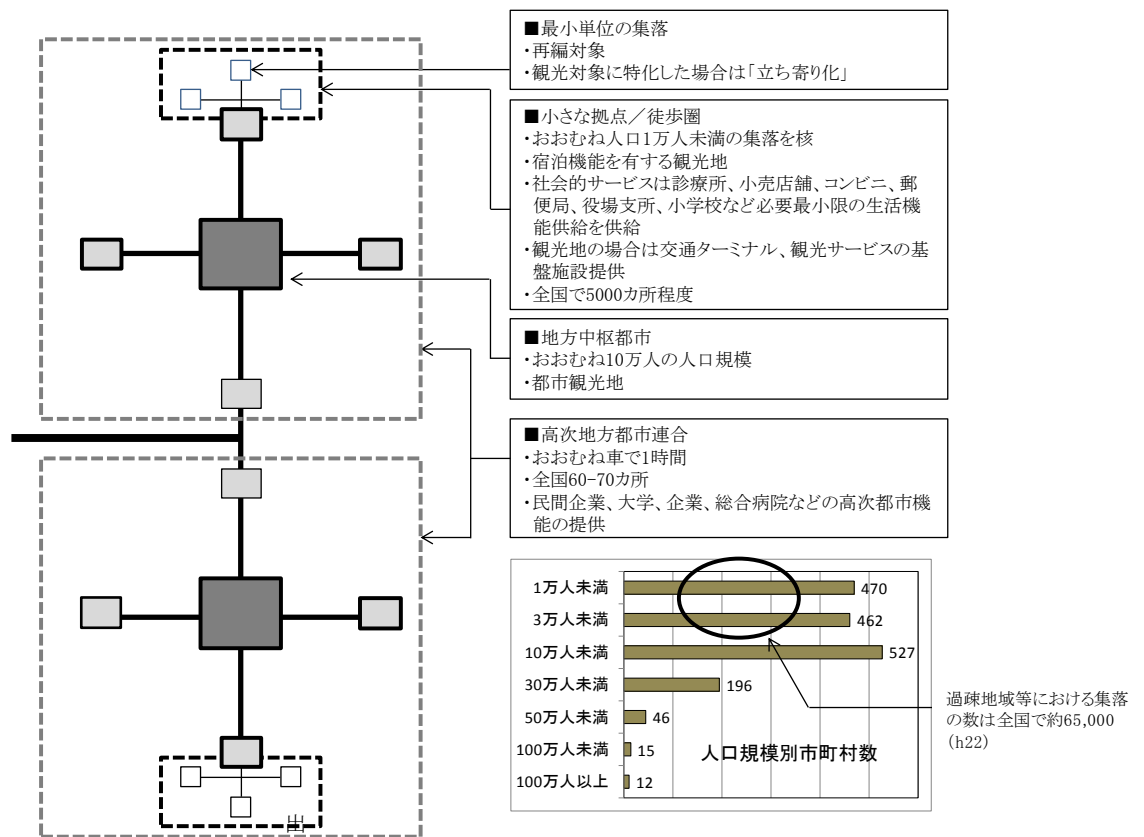 ■最小単位の集落
・再編対象
・観光対象に特化した場合は「立ち寄り化」
■小さな拠点／徒歩圏
・おおむね人口1万人未満の集落を核
・宿泊機能を有する観光地
・社会的サービスは診療所、小売店舗、コンビニ、郵
便局、役場支所、小学校など必要最小限の生活機
能供給を供給
・観光地の場合は交通ターミナル、観光サービスの基
盤施設提供
・全国で5000カ所程度
■地方中枢都市
・おおむね10万人の人口規模
・都市観光地
■高次地方都市連合
・おおむね車で1時間
・全国60-70カ所
・民間企業、大学、企業、総合病院などの高次都市機
能の提供
1万人未満 470
3万人未満 462
10万人未満 527
30万人未満 196
50万人未満 46
100万人未満 15
100万人以上 12
人口規模別市町村数
過疎地域等における集落
の数は全国で約65,000
(h22)
出